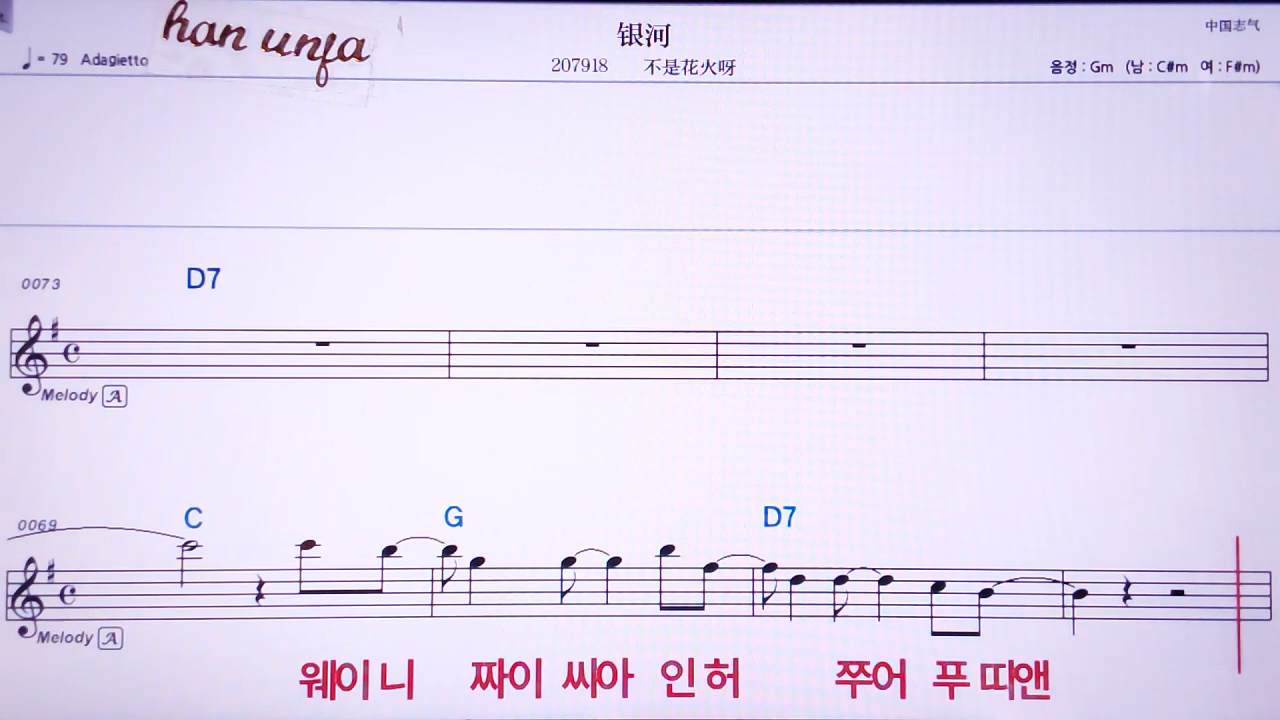 han unja
银河
中国志气
♩= 79 Adagietto
207918 不是花火呀
음정 : Gm (남 : C#m 여 : F#m)
0073 D7
Melody A
0069 C G D7
Melody A
웨이니 짜이 씨아 인허 쭈어 푸 띠앤